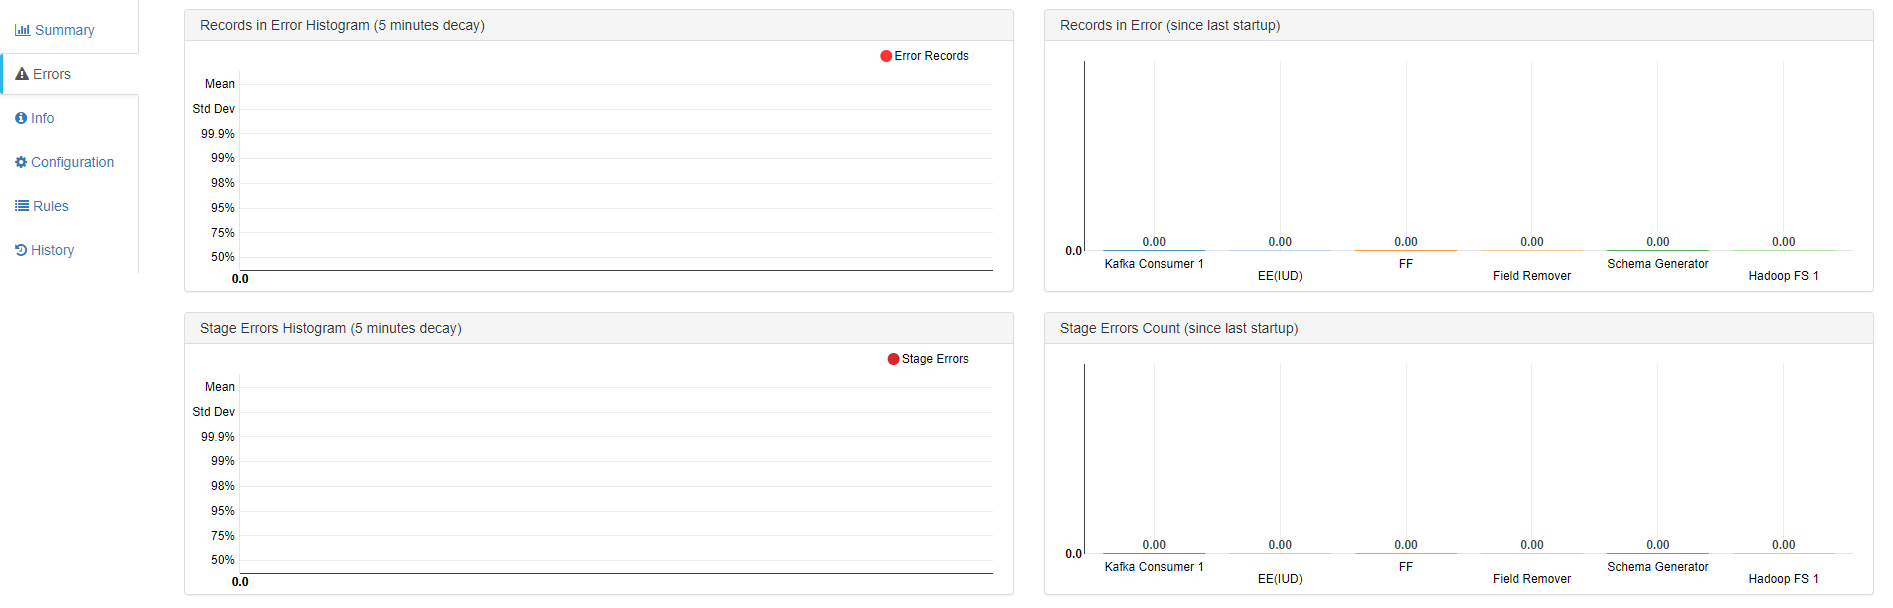 Summary
Errors
Info
Configuration
Rules
History
Records in Error Histogram (5 minutes decay)
Error Records
Mean
Std Dev
99.9%
99%
98%
95%
75%
50%
0.0
Records in Error (since last startup)
0.00 0.00 0.00 0.00 0.00 0.00
0.0
Kafka Consumer 1 FF Schema Generator
EE(IUD) Field Remover Hadoop FS 1
Stage Errors Histogram (5 minutes decay)
Stage Errors
Mean
Std Dev
99.9%
99%
98%
95%
75%
50%
0.0
Stage Errors Count (since last startup)
0.00 0.00 0.00 0.00 0.00 0.00
0.0
Kafka Consumer 1 FF Schema Generator
EE(IUD) Field Remover Hadoop FS 1